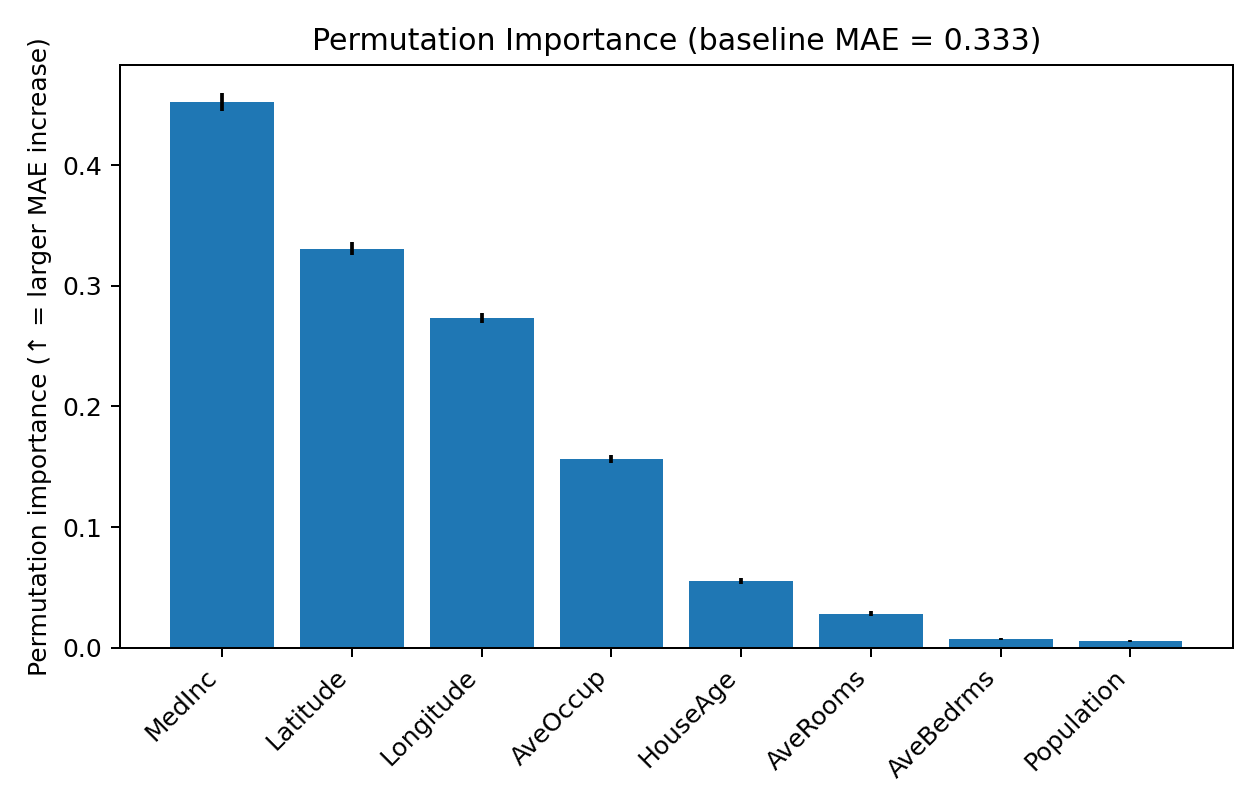 Permutation Importance (baseline MAE = 0.333)
Permutation importance (↑ = larger MAE increase)
0.4
0.3
0.2
0.1
0.0
MedInc
Latitude
Longitude
AveOccup
HouseAge
AveRooms
AveBedrms
Population